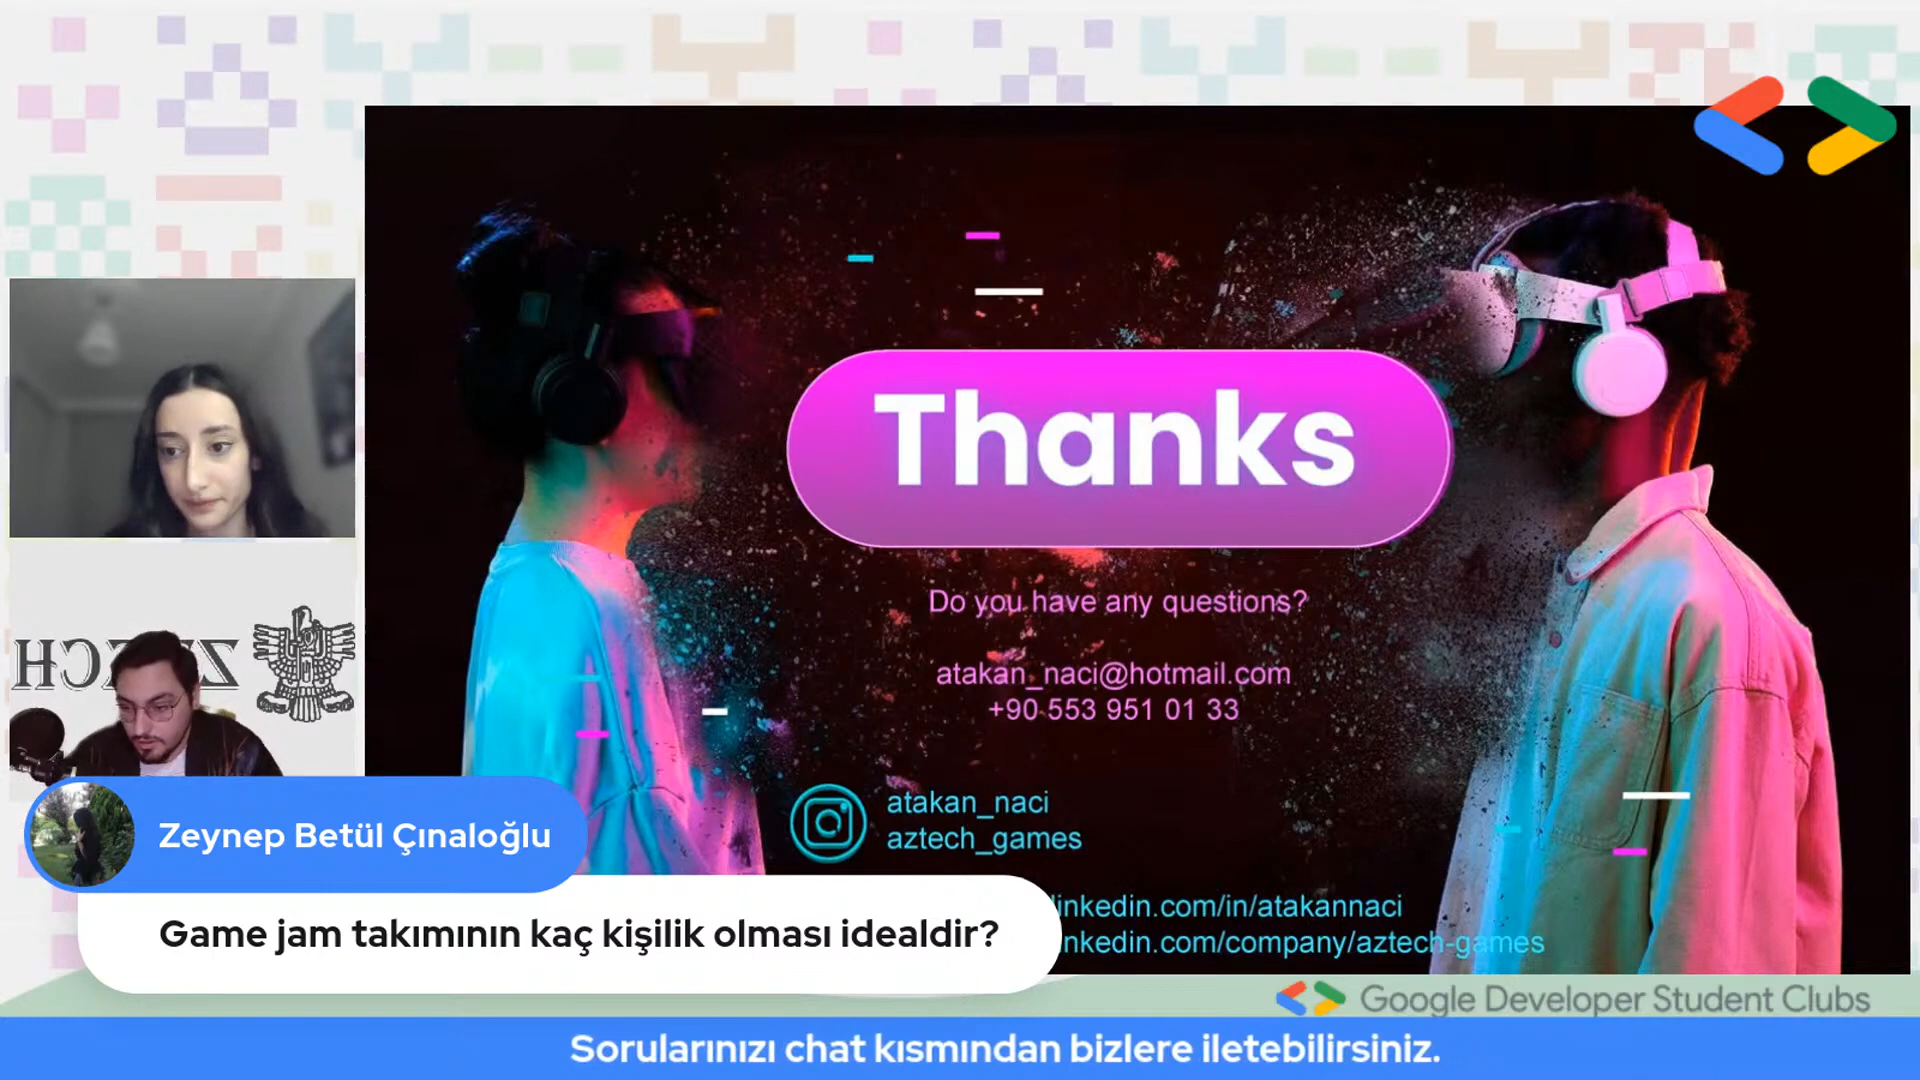 Thanks
Do you have any questions?
atakan_naci@hotmail.com
+90 553 951 01 33
atakan_naci
aztech_games
linkedin.com/in/atakannaci
linkedin.com/company/aztech-games
Zeynep Betül Çınaloğlu
Game jam takımının kaç kişilik olması idealdir?
Google Developer Student Clubs
Sorularınızı chat kısmından bizlere iletebilirsiniz.